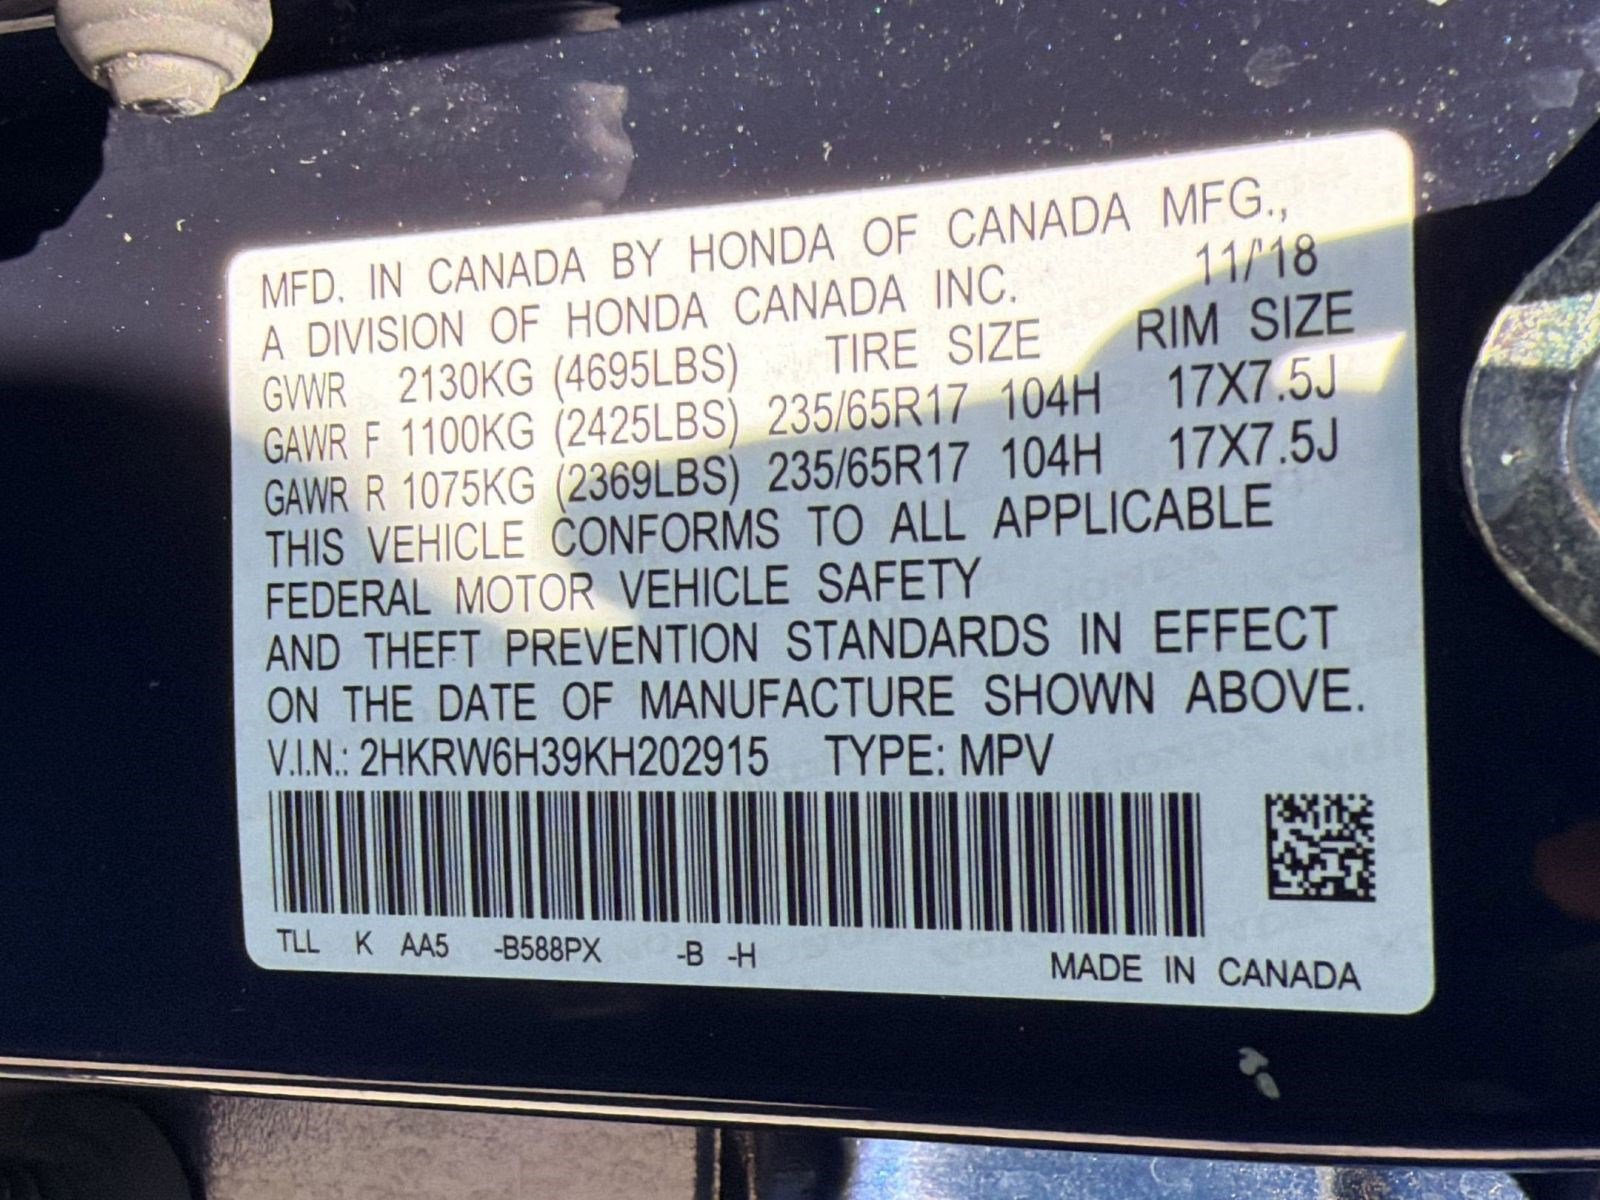 MFD. IN CANADA BY HONDA OF CANADA MFG.,
A DIVISION OF HONDA CANADA INC. 11/'18
GVWR 2130KG (4695LBS) TIRE SIZE RIM SIZE
GAWR F 1100KG (2425LBS) 235/65R17 104H 17X7.5J
GAWR R 1075KG (2369LBS) 235/65R17 104H 17X7.5J
THIS VEHICLE CONFORMS TO ALL APPLICABLE
FEDERAL MOTOR VEHICLE SAFETY
AND THEFT PREVENTION STANDARDS IN EFFECT
ON THE DATE OF MANUFACTURE SHOWN ABOVE.
V.I.N.: 2HKRW6H39KH202915 TYPE: MPV
TLL K AA5 -B588PX -B -H
MADE IN CANADA